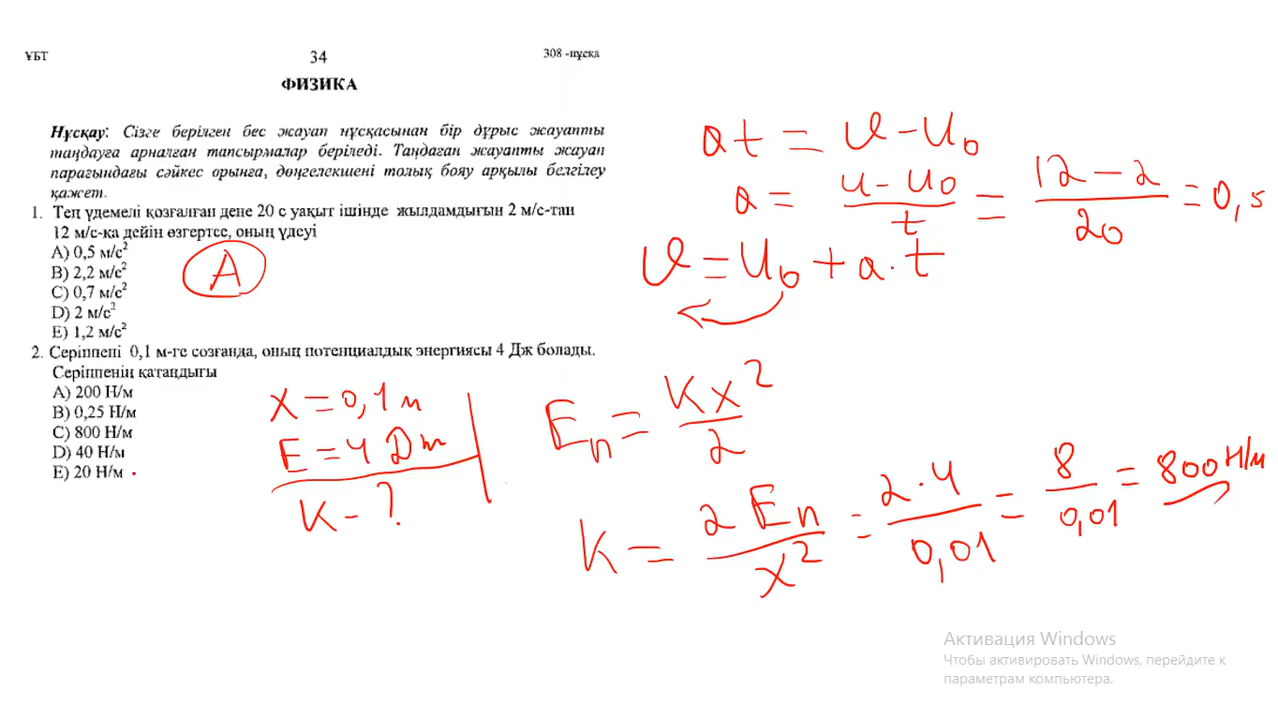 ҰБТ 34 308 -нұсқа
ФИЗИКА
Нұсқау: Сізге берілген бес жауап нұсқасынан бір дұрыс жауапты
таңдауға арналған тапсырмалар беріледі. Таңдаған жауапты жауап
парағындағы сәйкес орынға, дөңгелекшені толық бояу арқылы белгілеу
қажет.
1. Тең үдемелі қозғалған дене 20 с уақыт ішінде жылдамдығын 2 м/с-тан
12 м/с-қа дейін өзгертсе, оның үдеуі
A) 0,5 м/с²
B) 2,2 м/с²
C) 0,7 м/с²
D) 2 м/с²
E) 1,2 м/с²
A
2. Серіппені 0,1 м-ге созғанда, оның потенциалдық энергиясы 4 Дж болады.
Серіппенің қатаңдығы
A) 200 Н/м
B) 0,25 Н/м
C) 800 Н/м
D) 40 Н/м
E) 20 Н/м
x = 0,1 м
E = 4 Дж
K - ?
at = υ - υ₀
a = (υ - υ₀)/t = (12 - 2)/20 = 0,5
υ = υ₀ + a · t
Eп = Kx²/2
K = 2Eп/x² = 2·4/0,01 = 8/0,01 = 800 Н/м
Активация Windows
Чтобы активировать Windows, перейдите к
параметрам компьютера.